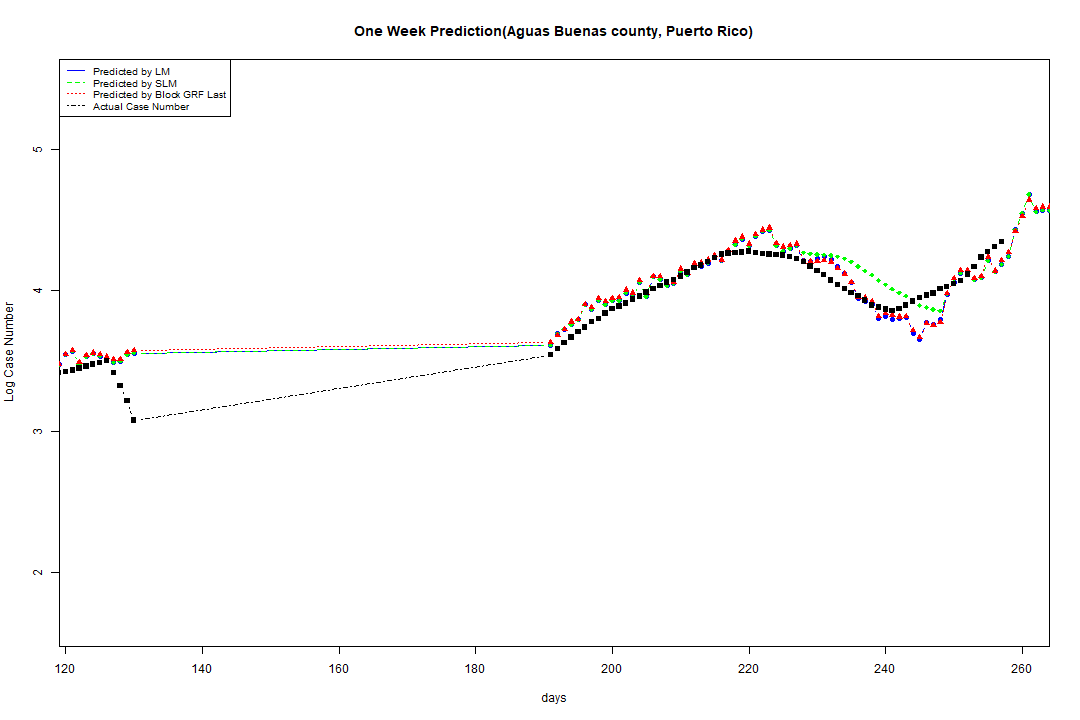 One Week Prediction(Aguas Buenas county, Puerto Rico)
Predicted by LM
Predicted by SLM
Predicted by Block GRF Last
Actual Case Number
Log Case Number
5
4
3
2
120 140 160 180 200 220 240 260
days